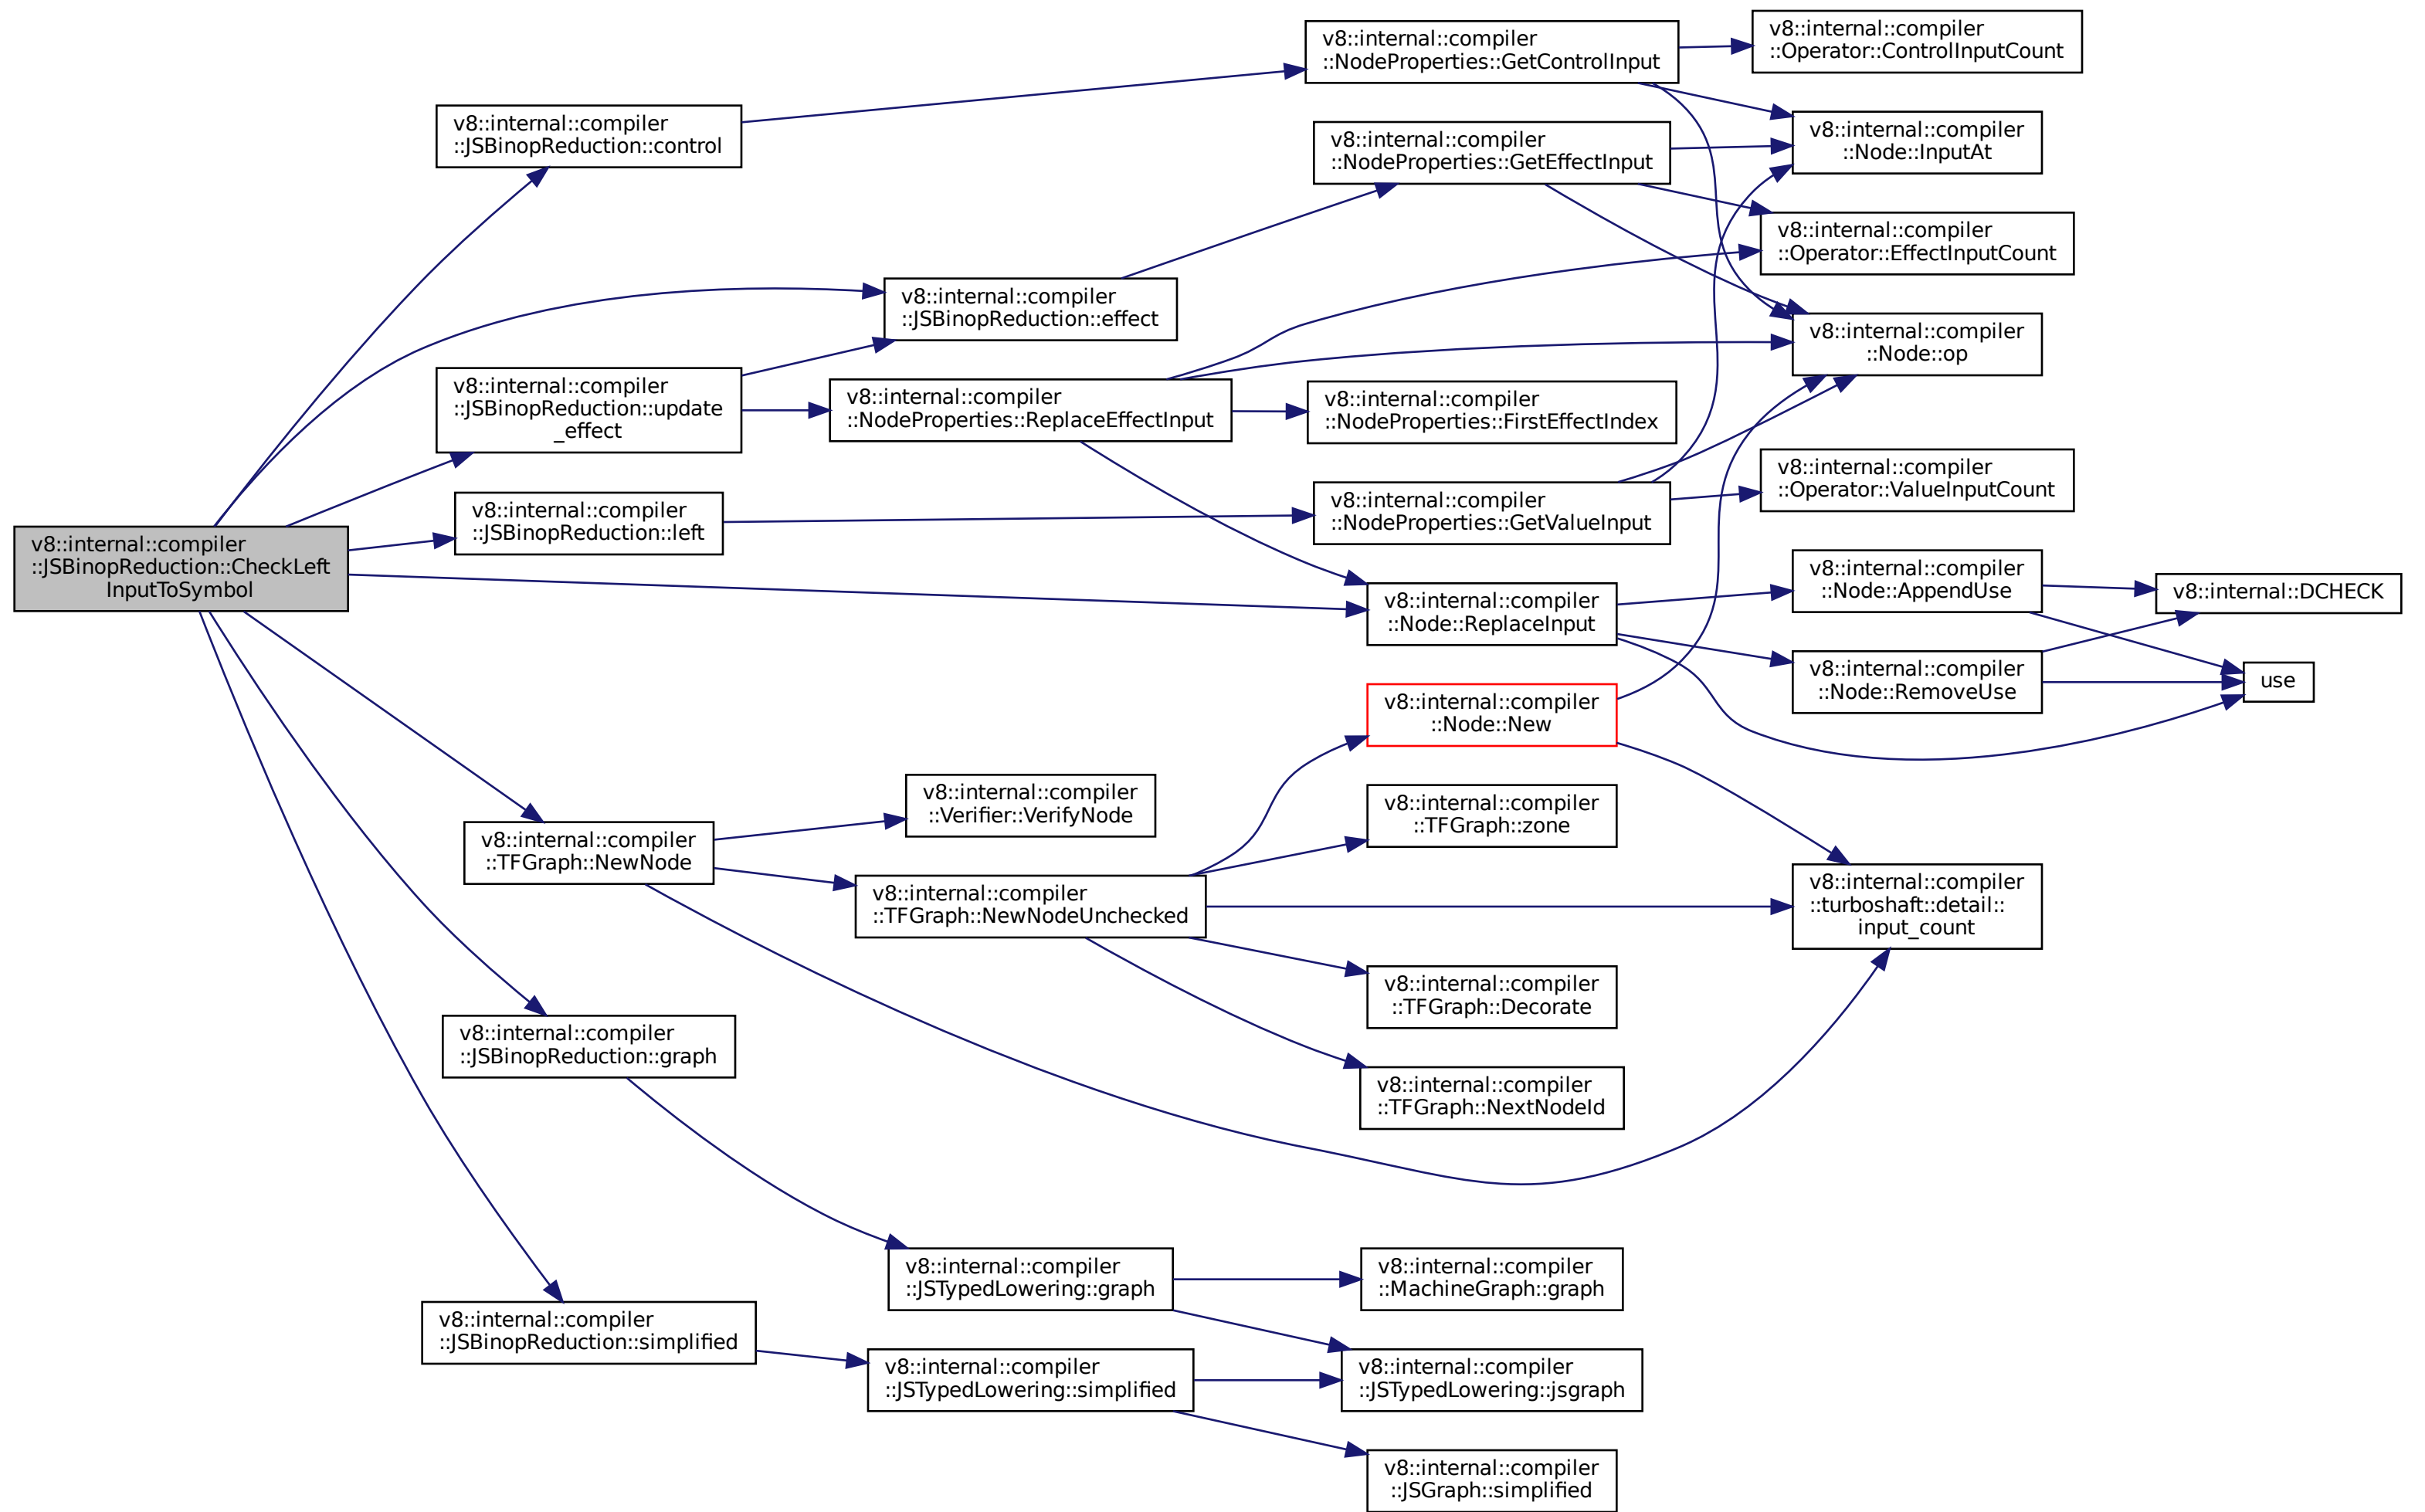 v8::internal::compiler
::JSBinopReduction::CheckLeft
InputToSymbol
v8::internal::compiler
::JSBinopReduction::control
v8::internal::compiler
::NodeProperties::GetControlInput
v8::internal::compiler
::Operator::ControlInputCount
v8::internal::compiler
::Node::InputAt
v8::internal::compiler
::Node::op
v8::internal::compiler
::JSBinopReduction::effect
v8::internal::compiler
::NodeProperties::GetEffectInput
v8::internal::compiler
::Operator::EffectInputCount
v8::internal::compiler
::JSBinopReduction::update
_effect
v8::internal::compiler
::NodeProperties::ReplaceEffectInput
v8::internal::compiler
::NodeProperties::FirstEffectIndex
v8::internal::compiler
::JSBinopReduction::left
v8::internal::compiler
::NodeProperties::GetValueInput
v8::internal::compiler
::Operator::ValueInputCount
v8::internal::compiler
::Node::ReplaceInput
v8::internal::compiler
::Node::AppendUse
v8::internal::DCHECK
v8::internal::compiler
::Node::RemoveUse
use
v8::internal::compiler
::TFGraph::NewNode
v8::internal::compiler
::Verifier::VerifyNode
v8::internal::compiler
::TFGraph::NewNodeUnchecked
v8::internal::compiler
::Node::New
v8::internal::compiler
::TFGraph::zone
v8::internal::compiler
::turboshaft::detail::
input_count
v8::internal::compiler
::TFGraph::Decorate
v8::internal::compiler
::TFGraph::NextNodeId
v8::internal::compiler
::JSBinopReduction::graph
v8::internal::compiler
::JSTypedLowering::graph
v8::internal::compiler
::MachineGraph::graph
v8::internal::compiler
::JSTypedLowering::jsgraph
v8::internal::compiler
::JSBinopReduction::simplified
v8::internal::compiler
::JSTypedLowering::simplified
v8::internal::compiler
::JSGraph::simplified